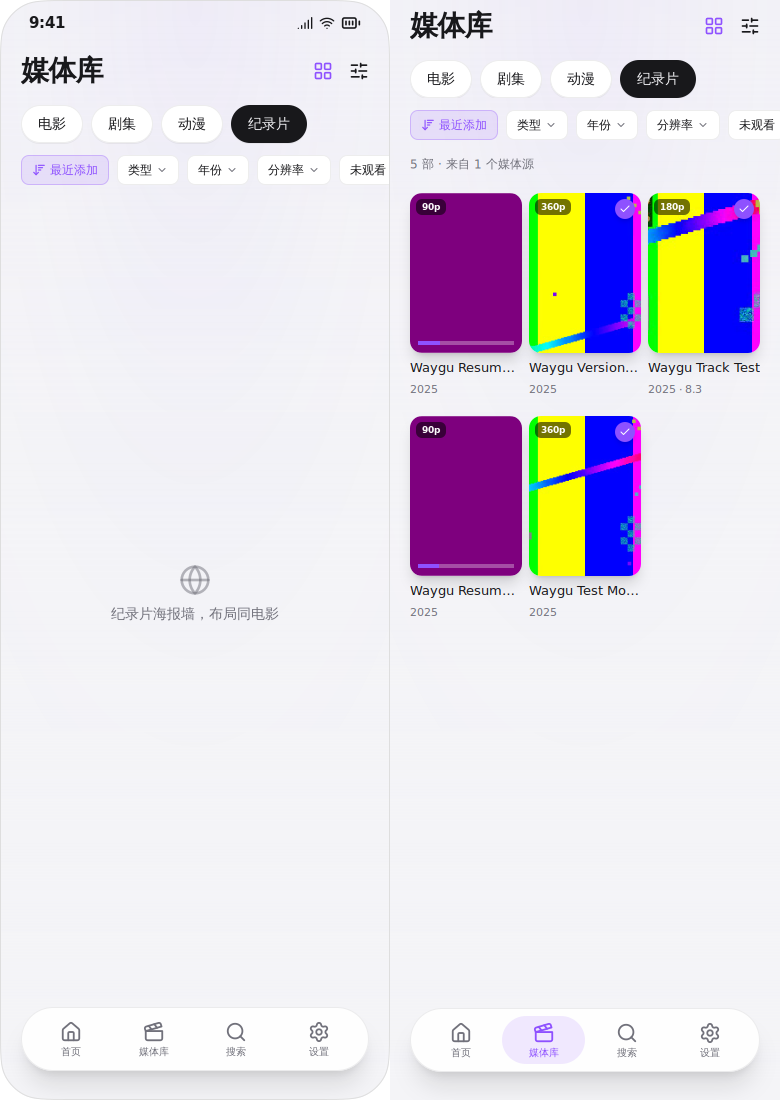 9:41
媒体库
电影 剧集 动漫 纪录片
最近添加 类型 年份 分辨率 未观看
纪录片海报墙，布局同电影
首页 媒体库 搜索 设置
媒体库
电影 剧集 动漫 纪录片
最近添加 类型 年份 分辨率 未观看
5 部 · 来自 1 个媒体源
90p 360p 180p
Waygu Resum… Waygu Version… Waygu Track Test
2025 2025 2025 · 8.3
90p 360p
Waygu Resum… Waygu Test Mo…
2025 2025
首页 媒体库 搜索 设置